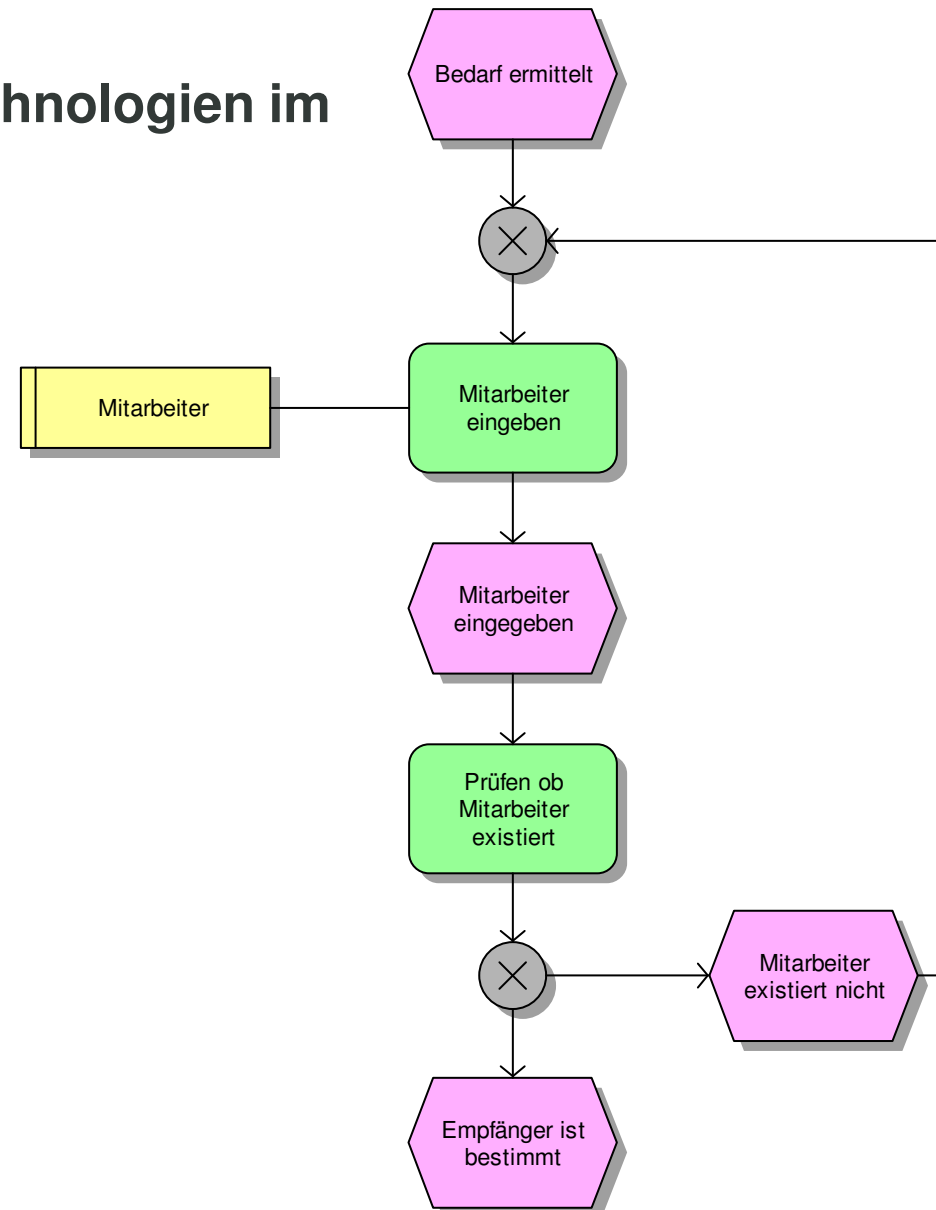 Bedarf ermittelt
hnologien im
Mitarbeiter
Mitarbeiter
eingeben
Mitarbeiter
eingegeben
Prüfen ob
Mitarbeiter
existiert
Mitarbeiter
existiert nicht
Empfänger ist
bestimmt